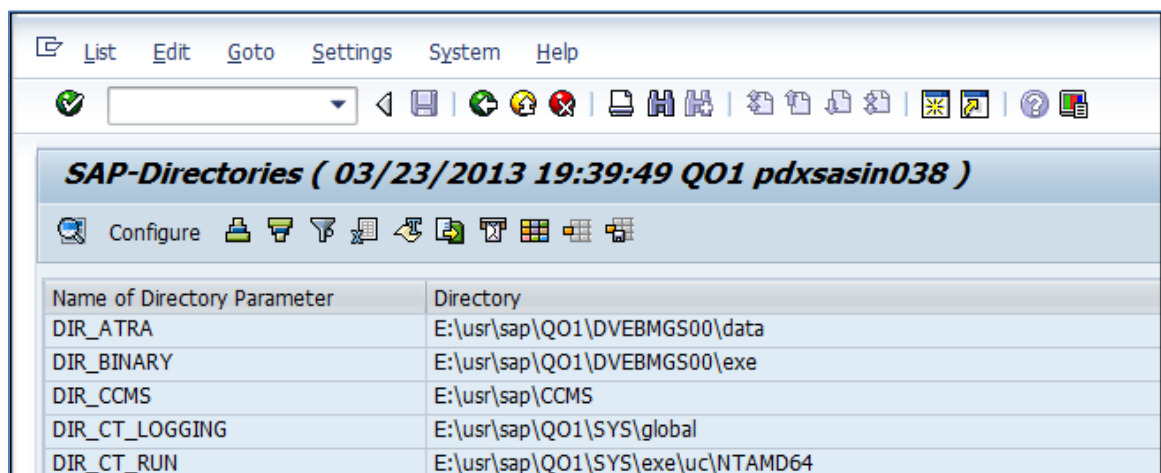 List Edit Goto Settings System Help
SAP-Directories ( 03/23/2013 19:39:49 QO1 pdxsasin038 )
Configure
Name of Directory Parameter Directory
DIR_ATRA E:\usr\sap\QO1\DVEBMGS00\data
DIR_BINARY E:\usr\sap\QO1\DVEBMGS00\exe
DIR_CCMS E:\usr\sap\CCMS
DIR_CT_LOGGING E:\usr\sap\QO1\SYS\global
DIR_CT_RUN E:\usr\sap\QO1\SYS\exe\uc\NTAMD64